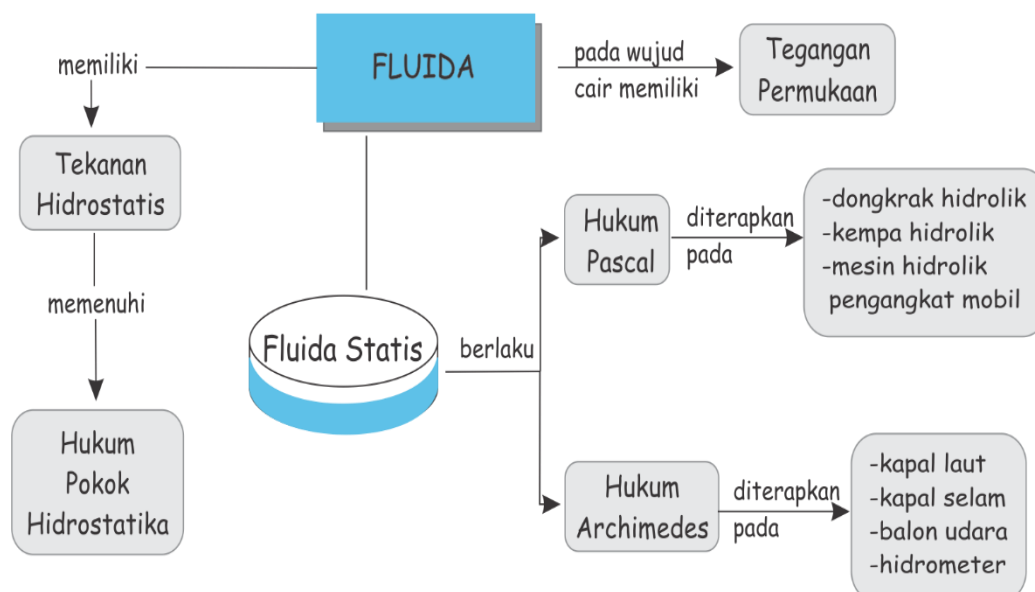 FLUIDA
memiliki
Tekanan
Hidrostatis
memenuhi
Hukum
Pokok
Hidrostatika
pada wujud
cair memiliki
Tegangan
Permukaan
Fluida Statis
berlaku
Hukum
Pascal
diterapkan
pada
-dongkrak hidrolik
-kempa hidrolik
-mesin hidrolik
pengangkat mobil
Hukum
Archimedes
diterapkan
pada
-kapal laut
-kapal selam
-balon udara
-hidrometer